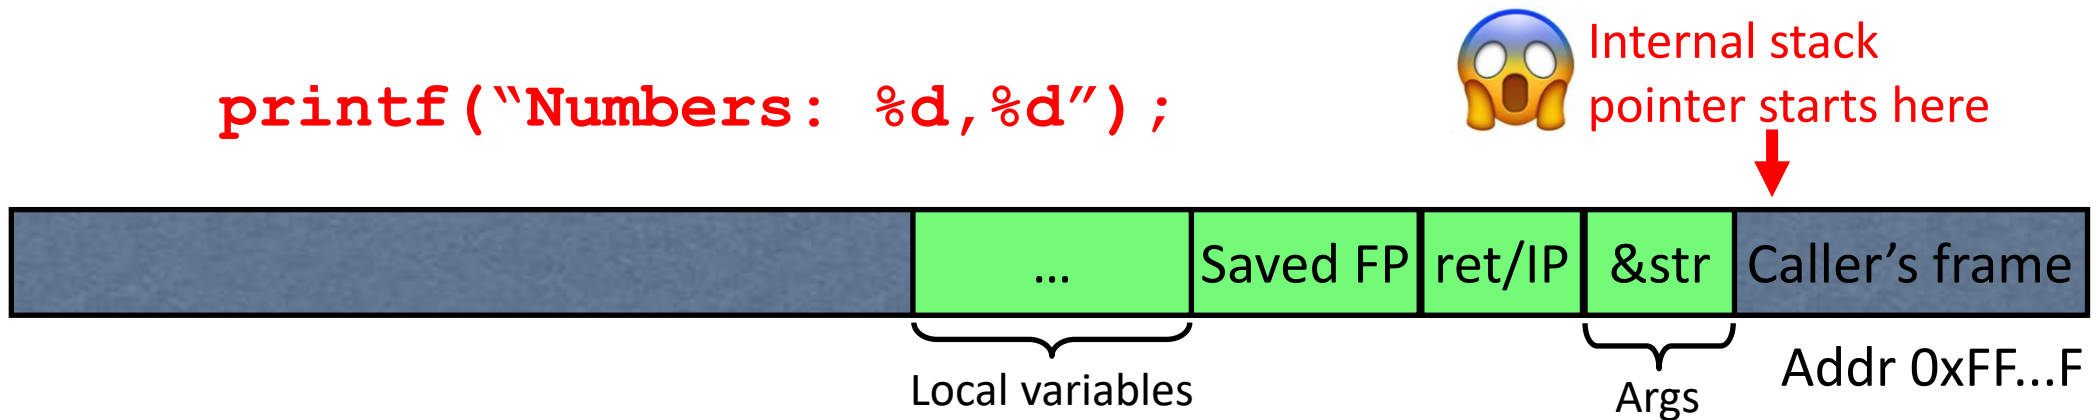 Internal stack
pointer starts here
printf(“Numbers: %d,%d”);
…
Saved FP
ret/IP
&str
Caller’s frame
Local variables
Args
Addr 0xFF…F